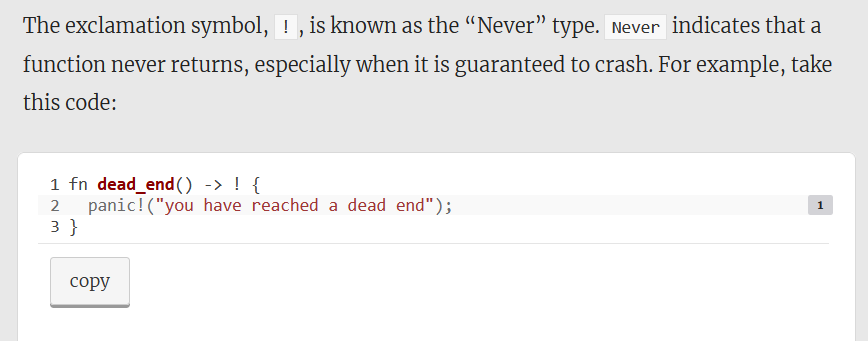 The exclamation symbol, !, is known as the “Never” type. Never indicates that a
function never returns, especially when it is guaranteed to crash. For example, take
this code:
1 fn dead_end() -> ! {
2   panic!("you have reached a dead end"); 1
3 }
copy